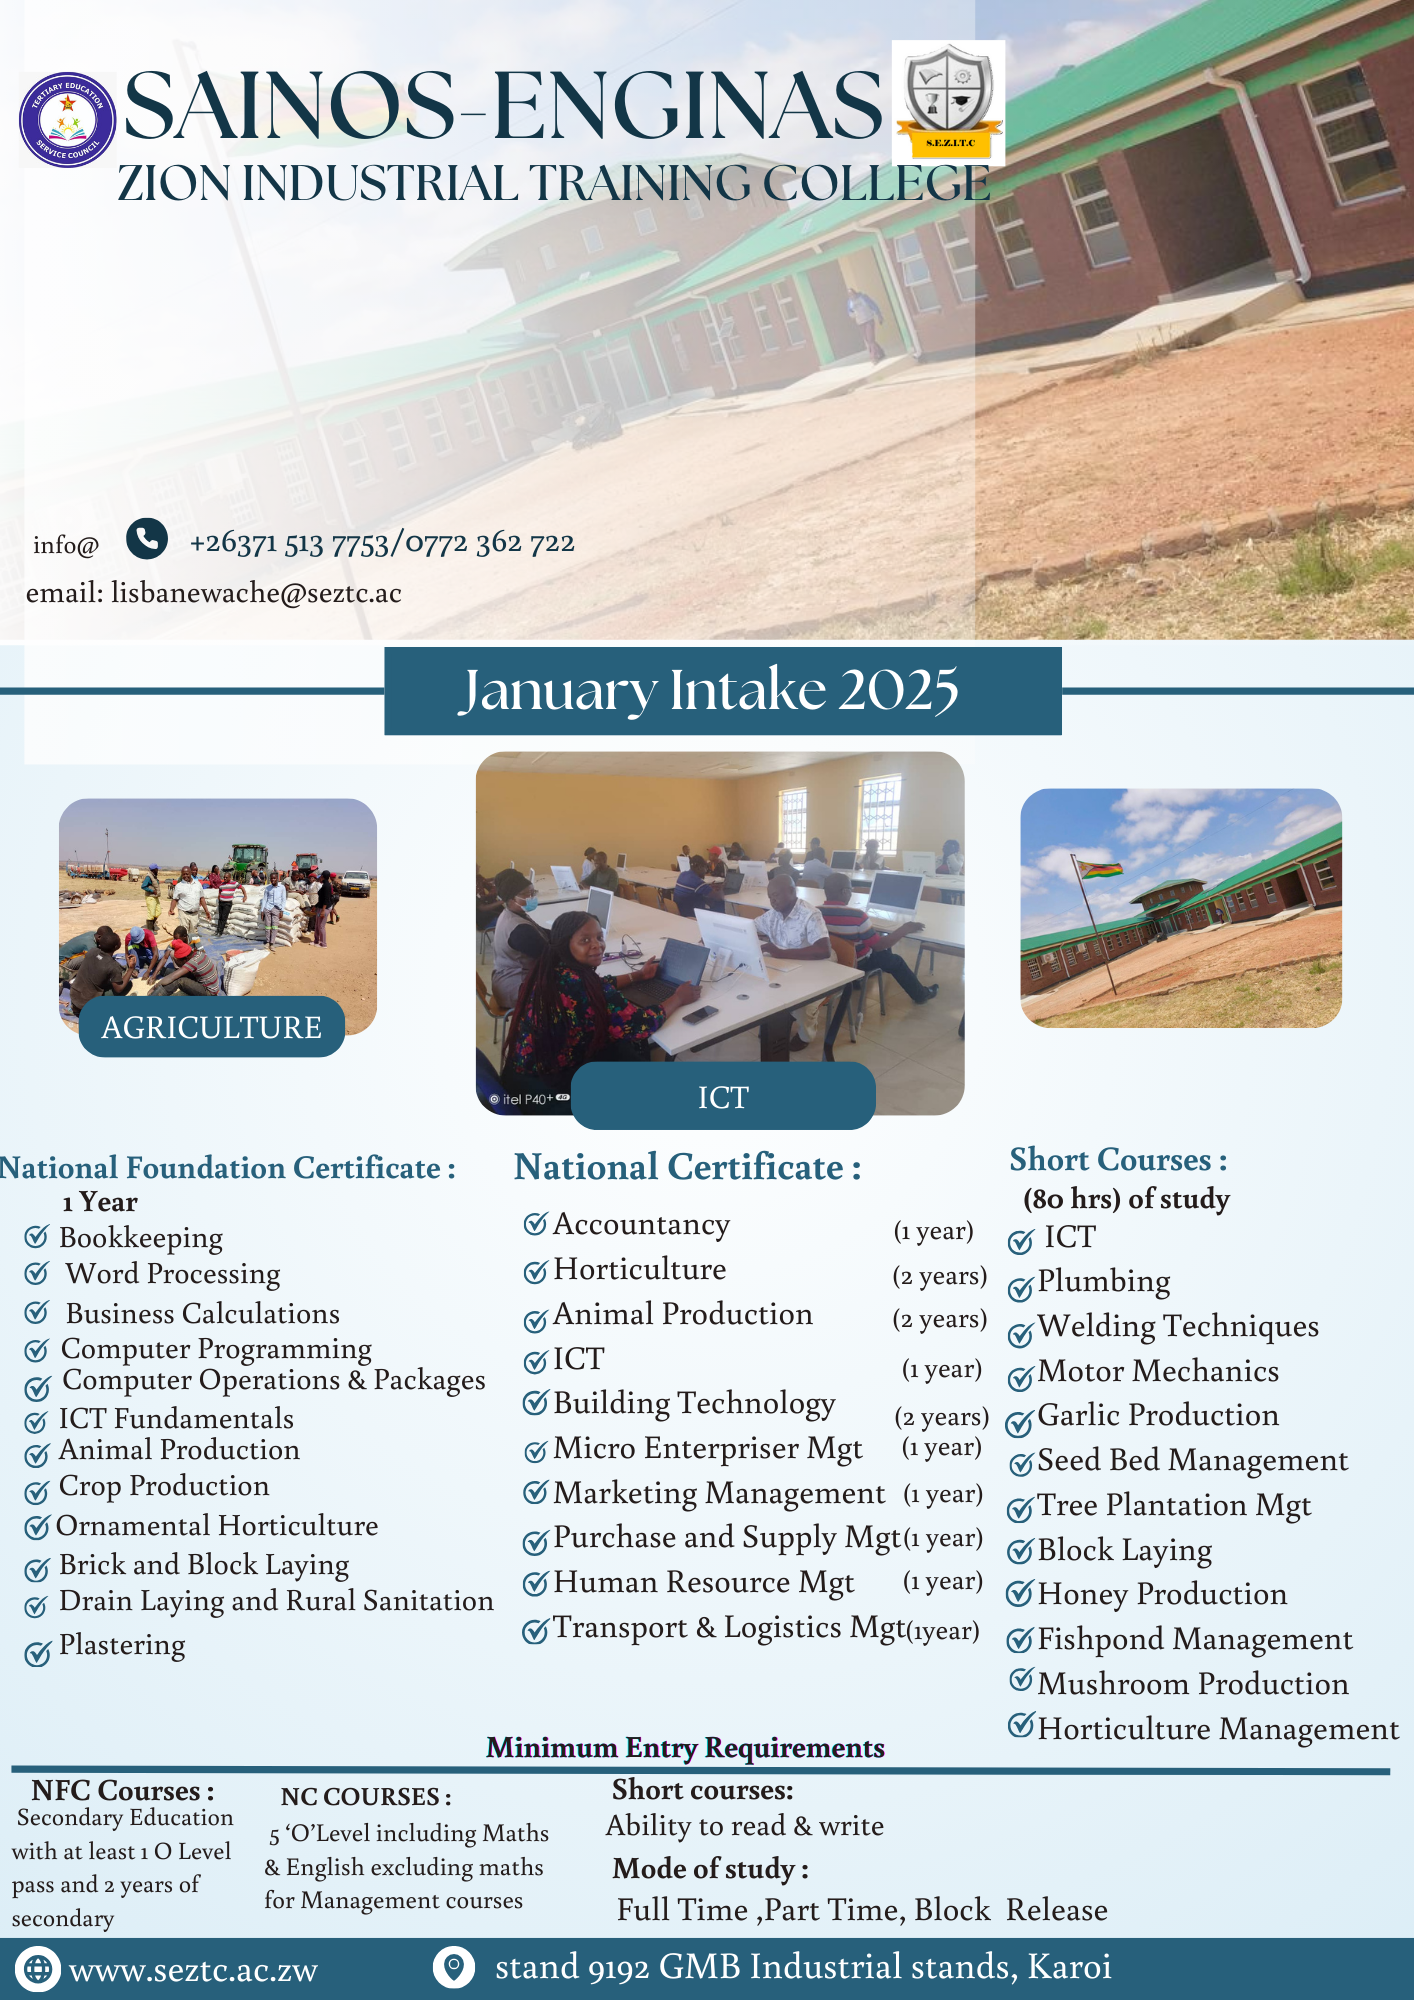 TERTIARY EDUCATION
SERVICE COUNCIL
SAINOS-ENGINAS
S.E.Z.I.T.C
ZION INDUSTRIAL TRAINING COLLEGE
info@ +26371 513 7753/0772 362 722
email: lisbanewache@seztc.ac
January Intake 2025
AGRICULTURE
itel P40+ 4G
ICT
National Foundation Certificate :
1 Year
Bookkeeping
Word Processing
Business Calculations
Computer Programming
Computer Operations & Packages
ICT Fundamentals
Animal Production
Crop Production
Ornamental Horticulture
Brick and Block Laying
Drain Laying and Rural Sanitation
Plastering
National Certificate :
Accountancy (1 year)
Horticulture (2 years)
Animal Production (2 years)
ICT (1 year)
Building Technology (2 years)
Micro Enterpriser Mgt (1 year)
Marketing Management (1 year)
Purchase and Supply Mgt(1 year)
Human Resource Mgt (1 year)
Transport & Logistics Mgt(1year)
Short Courses :
(80 hrs) of study
ICT
Plumbing
Welding Techniques
Motor Mechanics
Garlic Production
Seed Bed Management
Tree Plantation Mgt
Block Laying
Honey Production
Fishpond Management
Mushroom Production
Horticulture Management
Minimum Entry Requirements
NFC Courses :
Secondary Education
with at least 1 O Level
pass and 2 years of
secondary
NC COURSES :
5 ‘O’Level including Maths
& English excluding maths
for Management courses
Short courses:
Ability to read & write
Mode of study :
Full Time ,Part Time, Block Release
www.seztc.ac.zw
stand 9192 GMB Industrial stands, Karoi